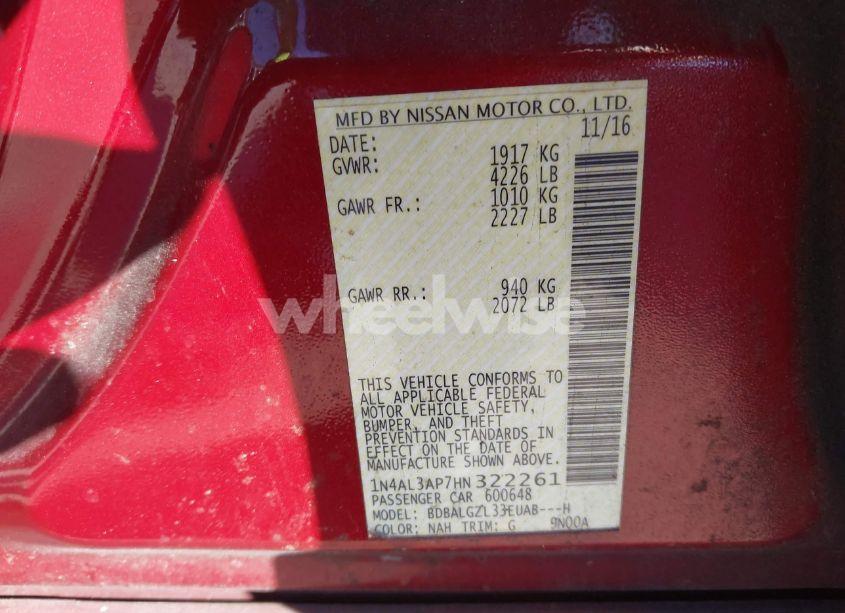 MFD BY NISSAN MOTOR CO., LTD.
DATE: 11/16
GVWR: 1917 KG
4226 LB
GAWR FR.: 1010 KG
2227 LB
GAWR RR.: 940 KG
2072 LB
wheelwise
THIS VEHICLE CONFORMS TO
ALL APPLICABLE FEDERAL
MOTOR VEHICLE SAFETY,
BUMPER, AND THEFT
PREVENTION STANDARDS IN
EFFECT ON THE DATE OF
MANUFACTURE SHOWN ABOVE.
1N4AL3AP7HN322261
PASSENGER CAR 600648
MODEL: BDBALGZL33EUAB---H
COLOR: NAH TRIM: G 9N00A